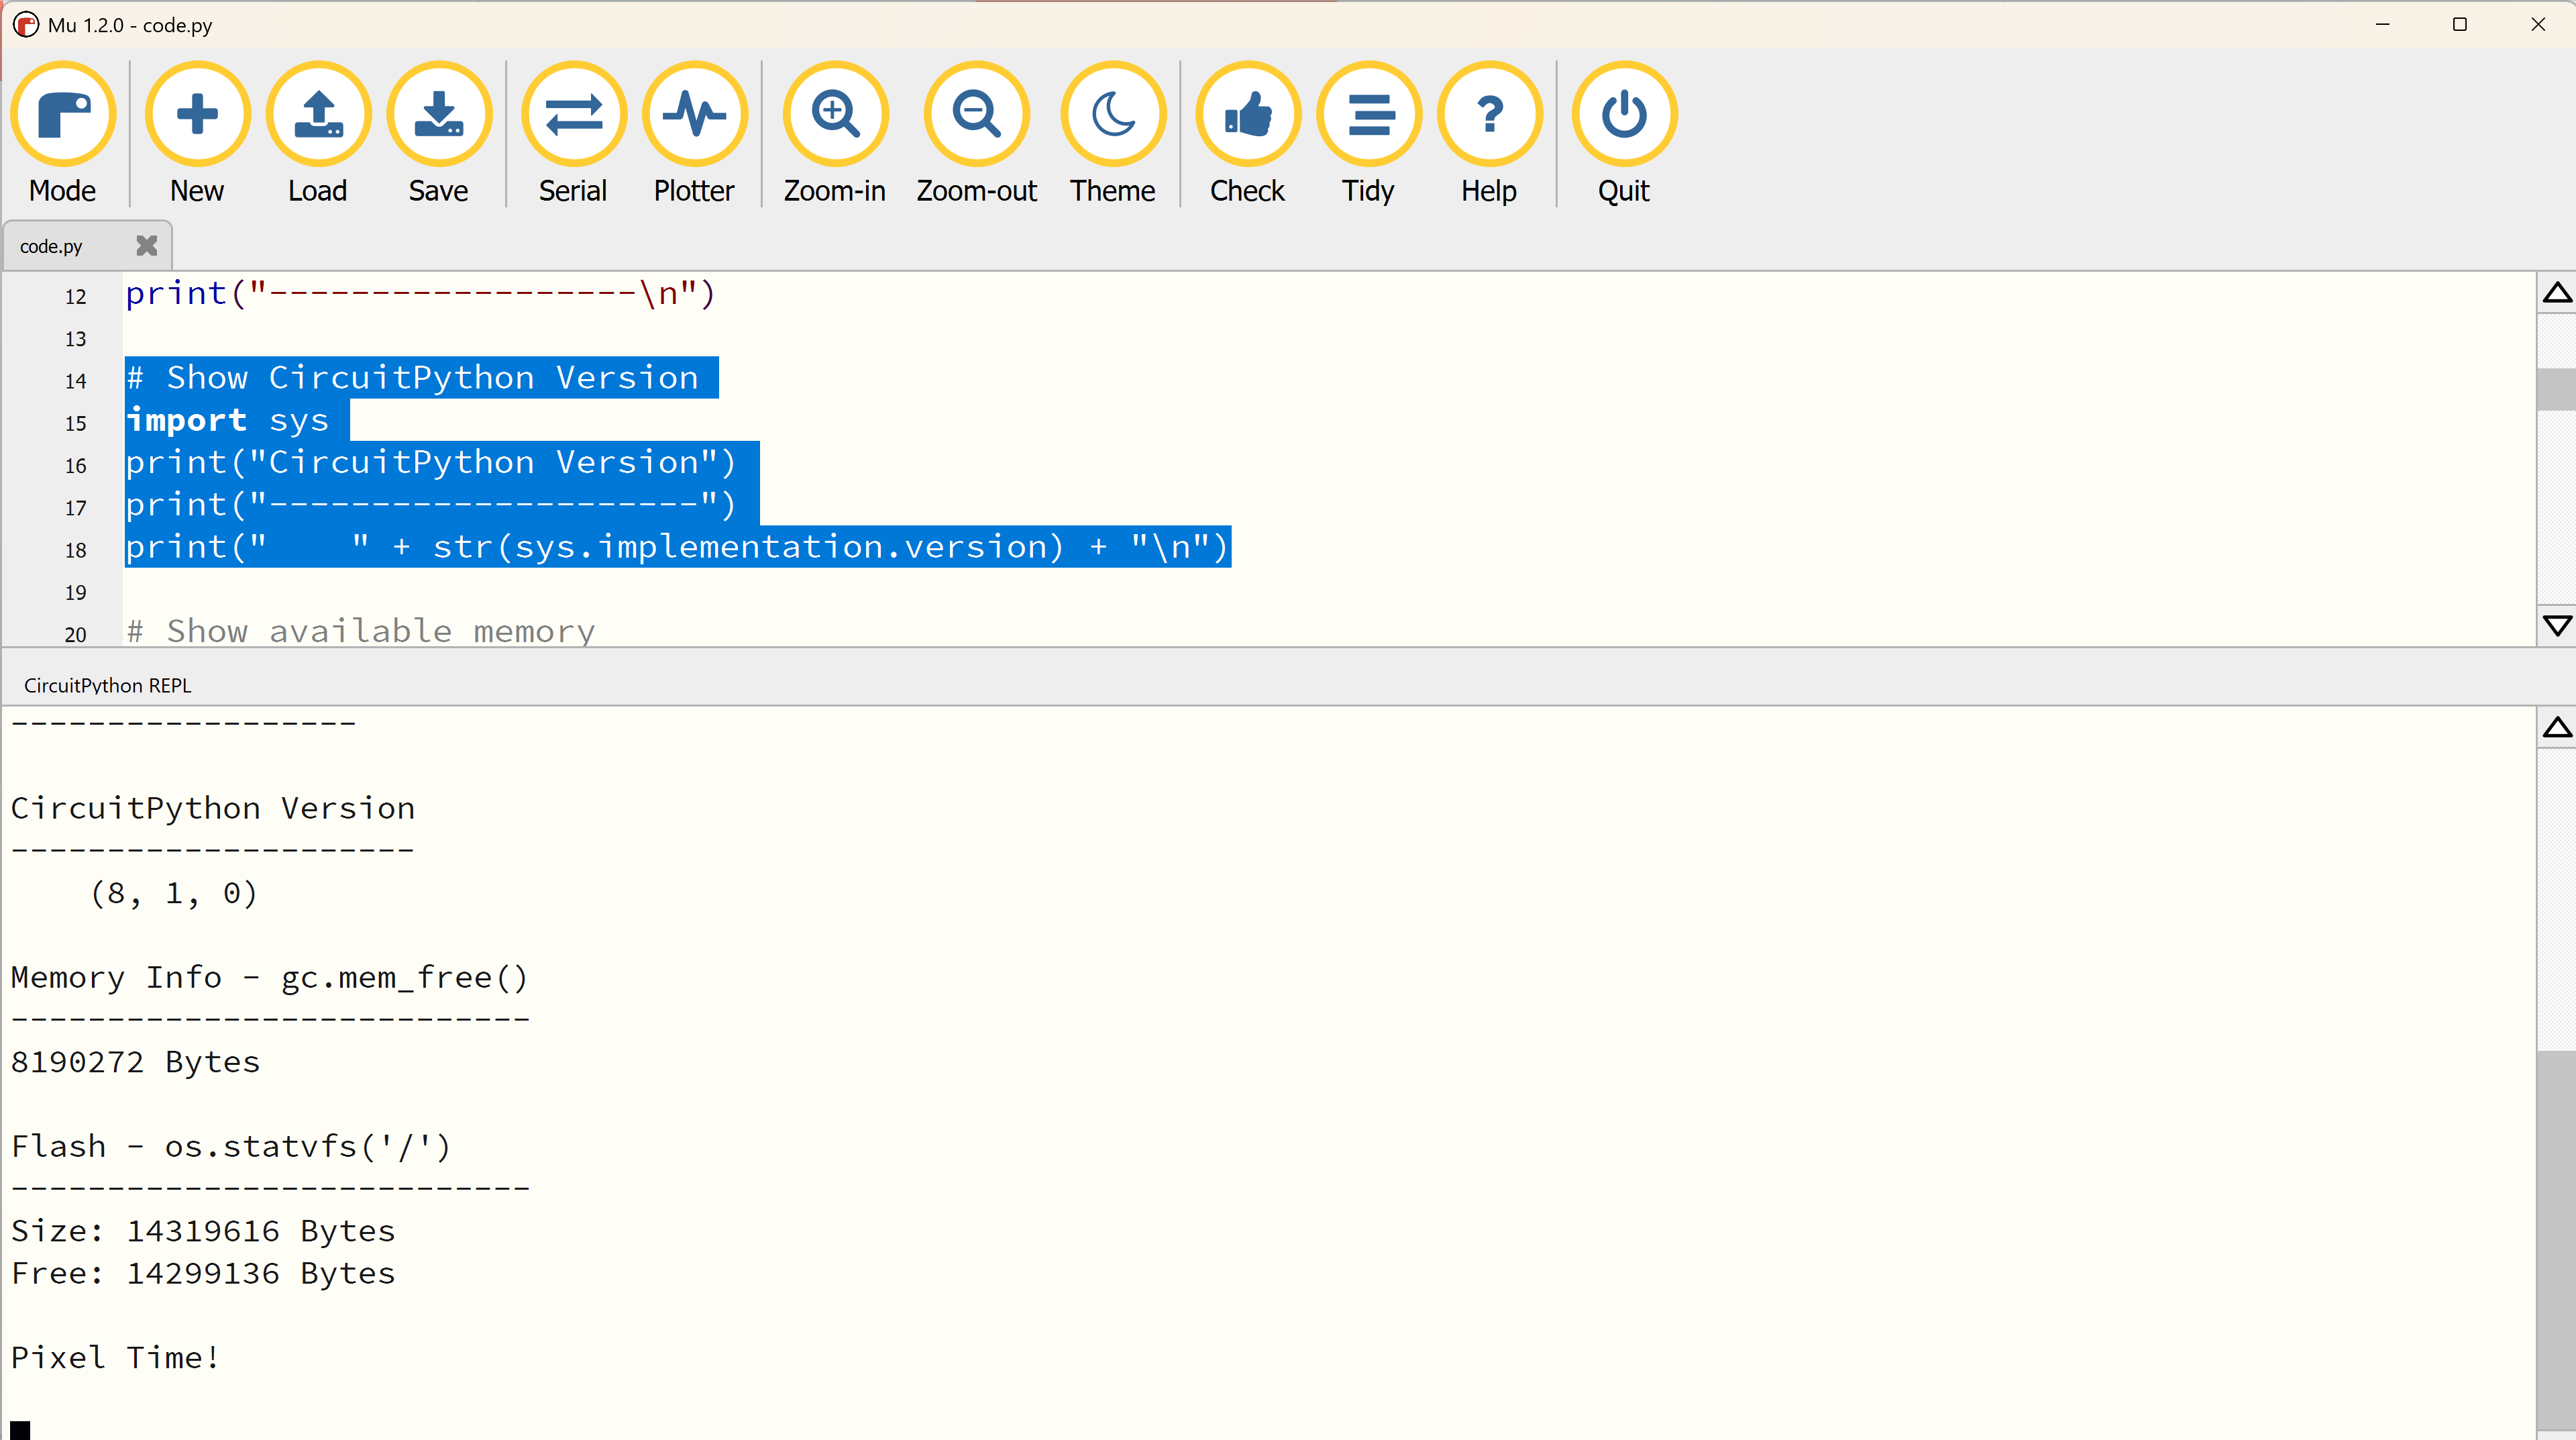 Mu 1.2.0 - code.py
Mode New Load Save Serial Plotter Zoom-in Zoom-out Theme Check Tidy Help Quit
code.py
12 print("-------------------\n")
13
14 # Show CircuitPython Version
15 import sys
16 print("CircuitPython Version")
17 print("---------------------")
18 print("    " + str(sys.implementation.version) + "\n")
19
20 # Show available memory
CircuitPython REPL
------------------
CircuitPython Version
---------------------
    (8, 1, 0)
Memory Info - gc.mem_free()
---------------------------
8190272 Bytes
Flash - os.statvfs('/')
---------------------------
Size: 14319616 Bytes
Free: 14299136 Bytes
Pixel Time!